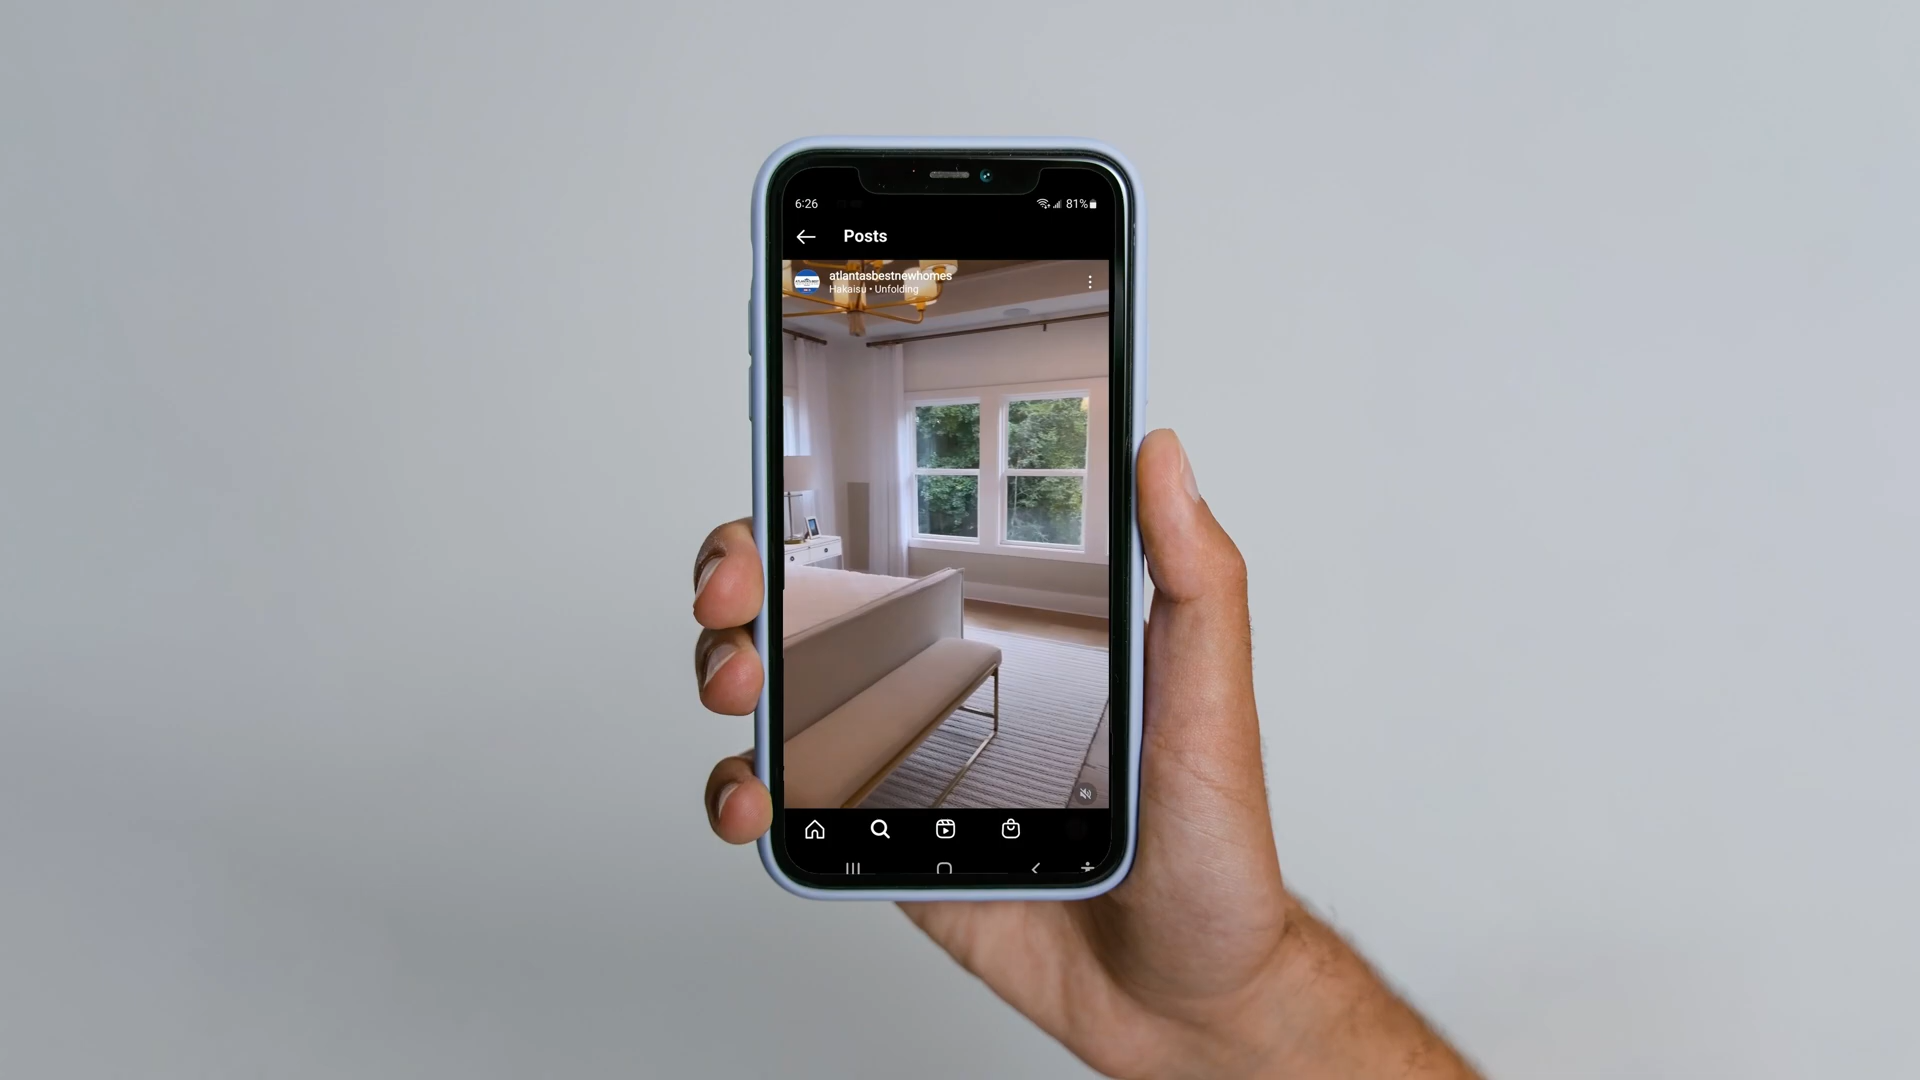 6:26
81%
Posts
atlantasbestnewhomes
Hakaisu • Unfolding